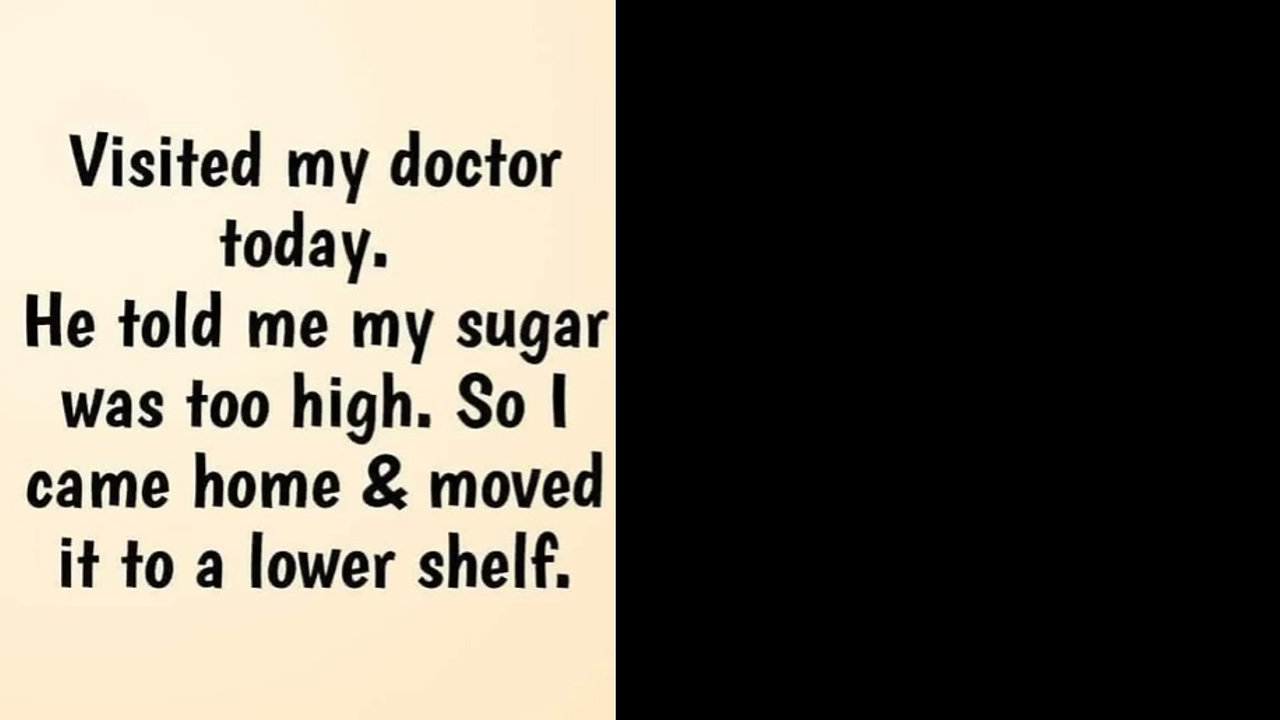 Visited my doctor
today.
He told me my sugar
was too high. So I
came home & moved
it to a lower shelf.